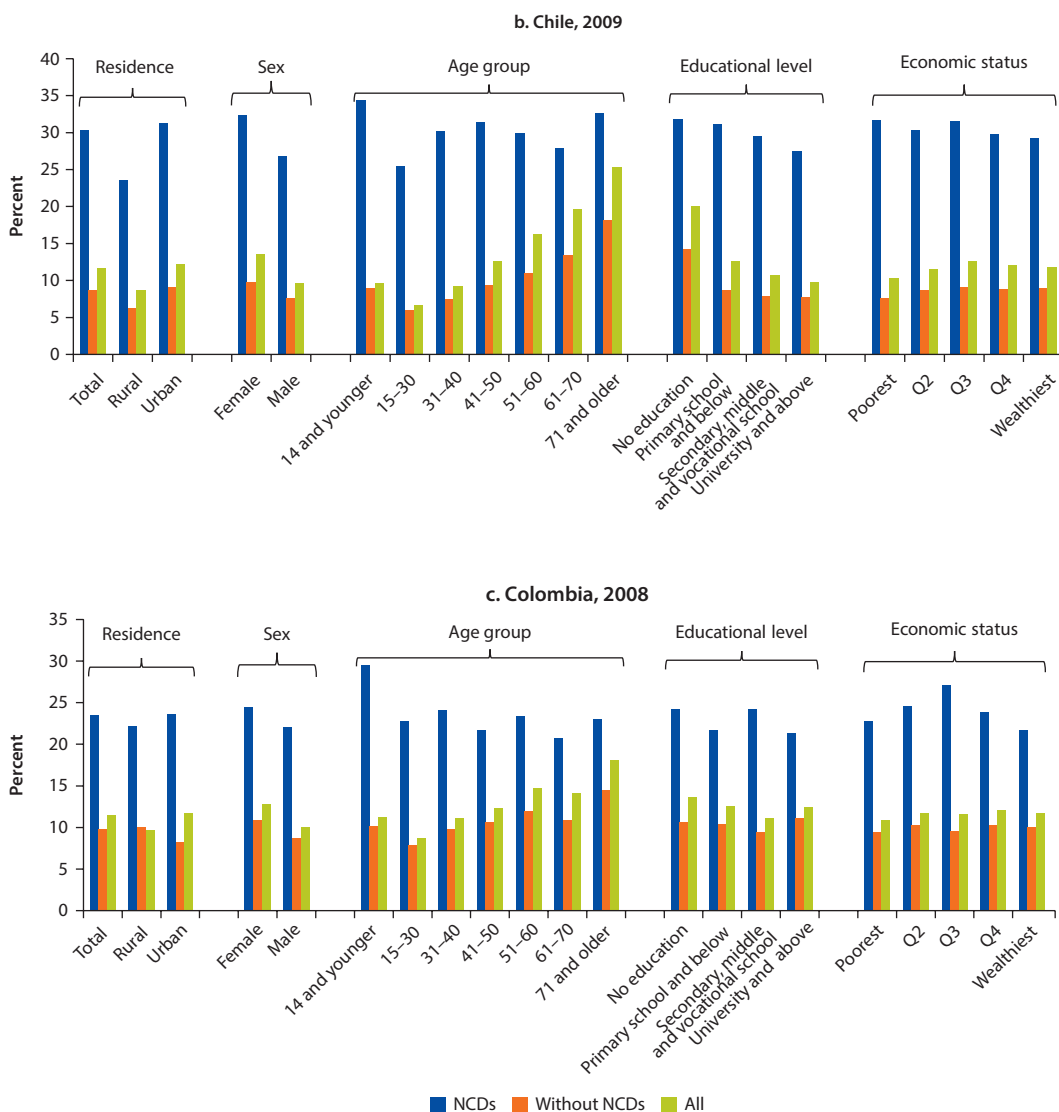 b. Chile, 2009
40
35
30
25
20
15
10
5
0
Percent
Residence
Sex
Age group
Educational level
Economic status
Total
Rural
Urban
Female
Male
14 and younger
15–30
31–40
41–50
51–60
61–70
71 and older
No education
Primary school
and below
Secondary, middle
and vocational school
University and above
Poorest
Q2
Q3
Q4
Wealthiest
c. Colombia, 2008
35
30
25
20
15
10
5
0
Percent
Residence
Sex
Age group
Educational level
Economic status
Total
Rural
Urban
Female
Male
14 and younger
15–30
31–40
41–50
51–60
61–70
71 and older
No education
Primary school and below
Secondary, middle
and vocational school
University and above
Poorest
Q2
Q3
Q4
Wealthiest
NCDs Without NCDs All